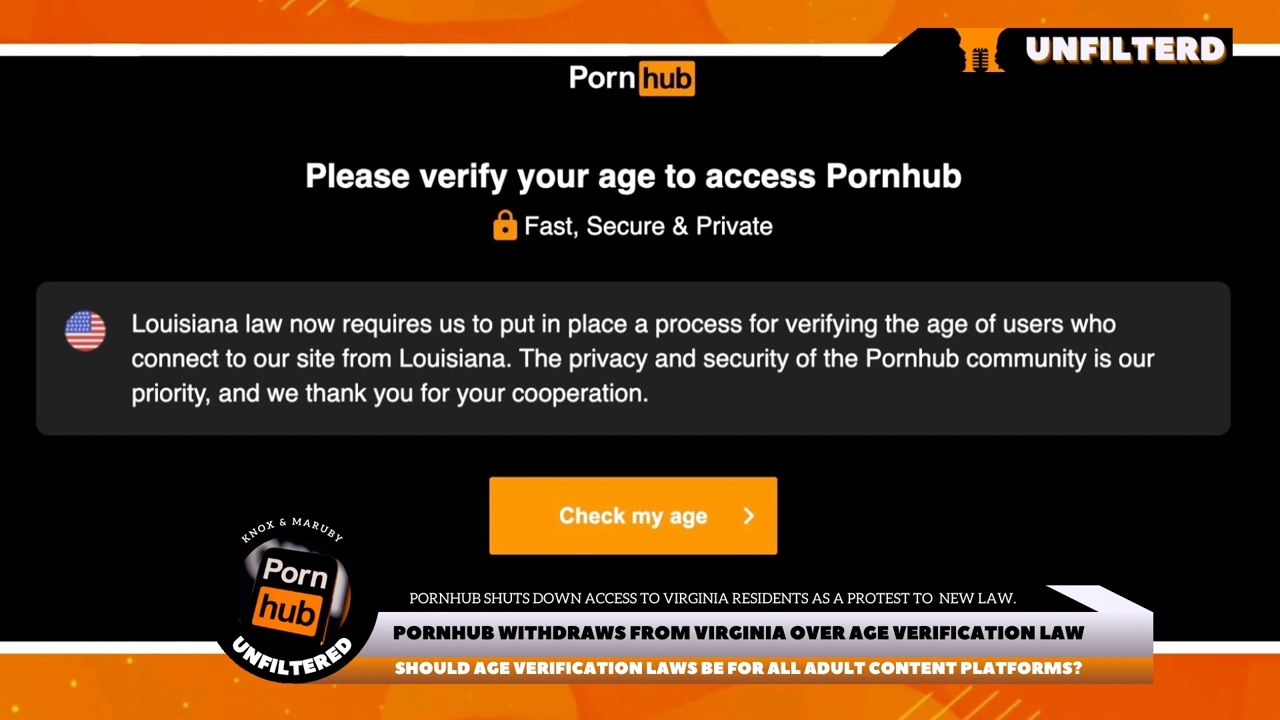 UNFILTERD
Porn hub
Please verify your age to access Pornhub
Fast, Secure & Private
Louisiana law now requires us to put in place a process for verifying the age of users who
connect to our site from Louisiana. The privacy and security of the Pornhub community is our
priority, and we thank you for your cooperation.
Check my age
KNOX & MARUBY
Porn
hub
UNFILTERED
PORNHUB SHUTS DOWN ACCESS TO VIRGINIA RESIDENTS AS A PROTEST TO NEW LAW.
PORNHUB WITHDRAWS FROM VIRGINIA OVER AGE VERIFICATION LAW
SHOULD AGE VERIFICATION LAWS BE FOR ALL ADULT CONTENT PLATFORMS?